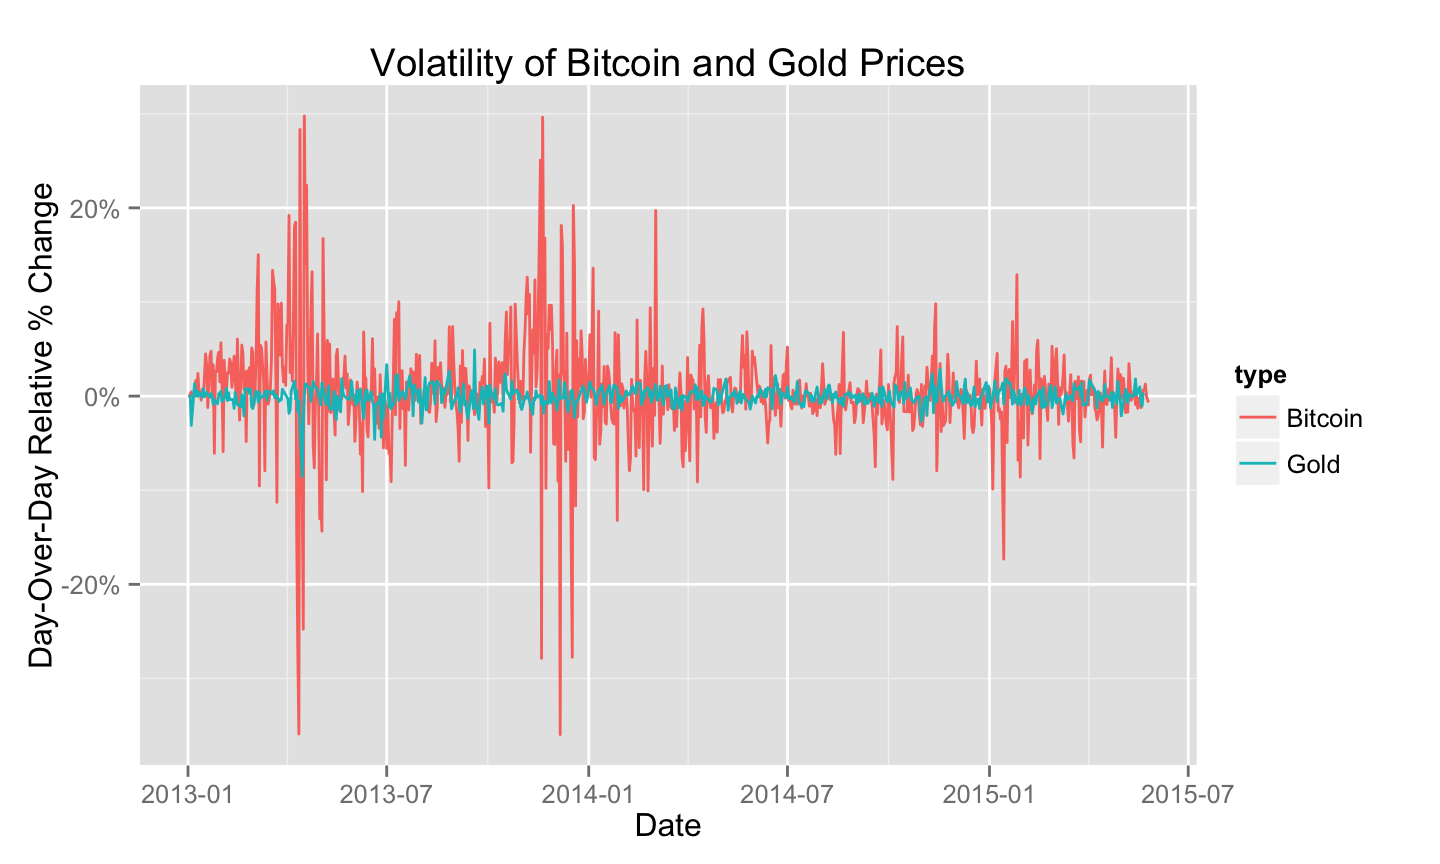 Volatility of Bitcoin and Gold Prices
Day-Over-Day Relative % Change
20%
0%
-20%
2013-01 2013-07 2014-01 2014-07 2015-01 2015-07
Date
type
Bitcoin
Gold